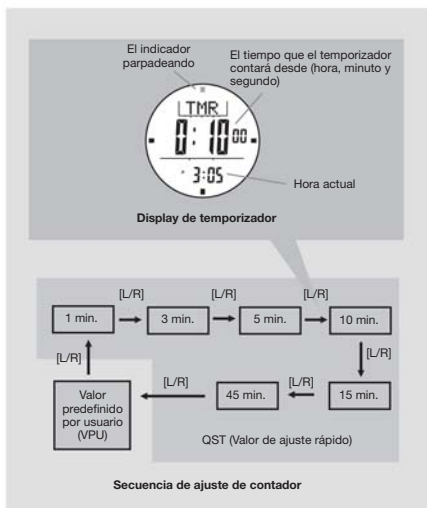 El indicador
parpadeando
El tiempo que el temporizador
contará desde (hora, minuto y
segundo)
TMR
0:10 00
3:05
Hora actual
Display de temporizador
[L/R]
[L/R]
[L/R]
1 min.
3 min.
5 min.
10 min.
[L/R]
[L/R]
[L/R]
[L/R]
Valor
predefinido
por usuario
(VPU)
45 min.
15 min.
QST (Valor de ajuste rápido)
Secuencia de ajuste de contador